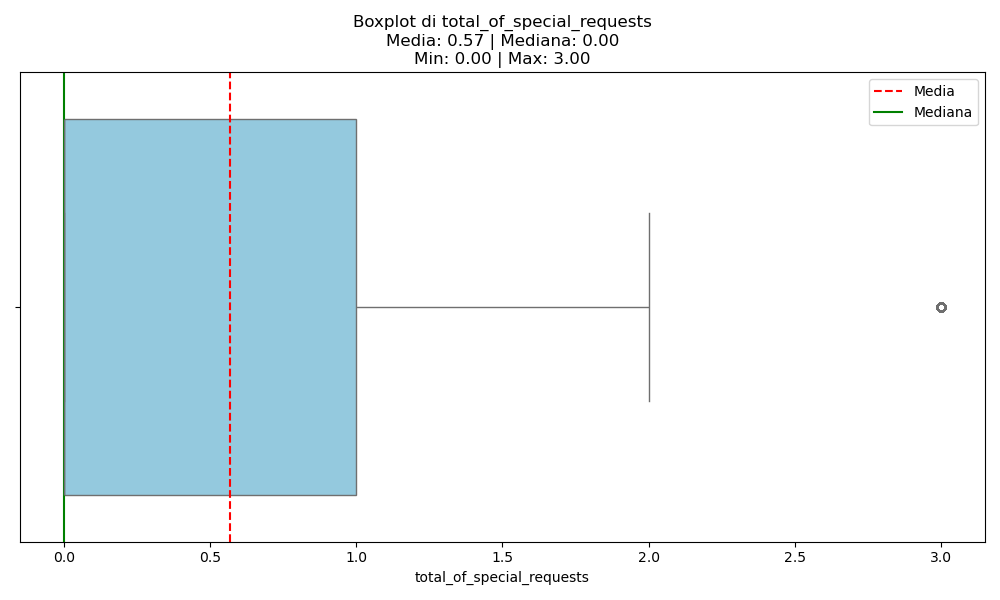 Boxplot di total_of_special_requests
Media: 0.57 | Mediana: 0.00
Min: 0.00 | Max: 3.00
Media
Mediana
0.0 0.5 1.0 1.5 2.0 2.5 3.0
total_of_special_requests